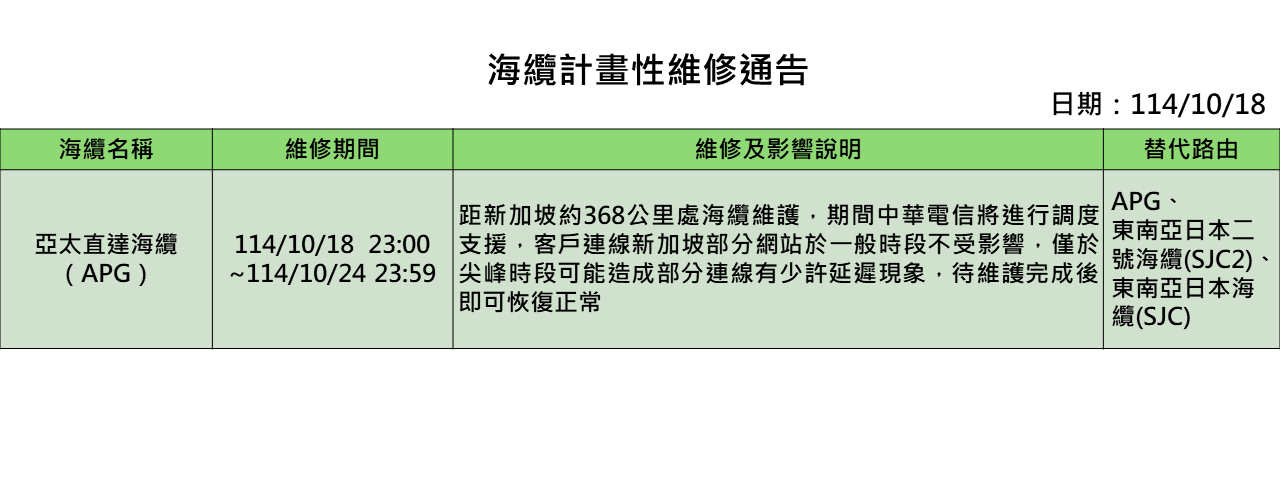 海纜計畫性維修通告
日期：114/10/18
海纜名稱
維修期間
維修及影響說明
替代路由
亞太直達海纜
（APG）
114/10/18  23:00
~114/10/24 23:59
距新加坡約368公里處海纜維護，期間中華電信將進行調度
支援，客戶連線新加坡部分網站於一般時段不受影響，僅於
尖峰時段可能造成部分連線有少許延遲現象，待維護完成後
即可恢復正常
APG、
東南亞日本二
號海纜(SJC2)、
東南亞日本海
纜(SJC)